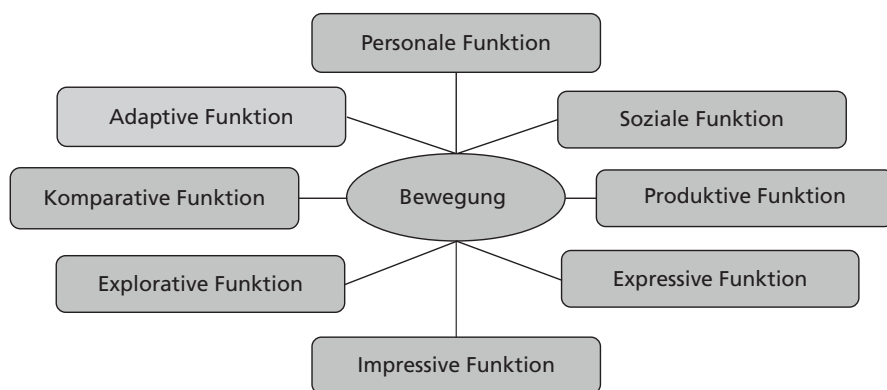 Personale Funktion
Adaptive Funktion
Soziale Funktion
Komparative Funktion
Bewegung
Produktive Funktion
Explorative Funktion
Expressive Funktion
Impressive Funktion